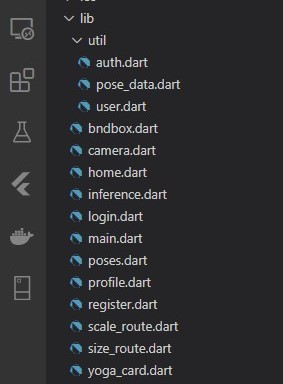 lib
util
auth.dart
pose_data.dart
user.dart
bndbox.dart
camera.dart
home.dart
inference.dart
login.dart
main.dart
poses.dart
profile.dart
register.dart
scale_route.dart
size_route.dart
yoga_card.dart